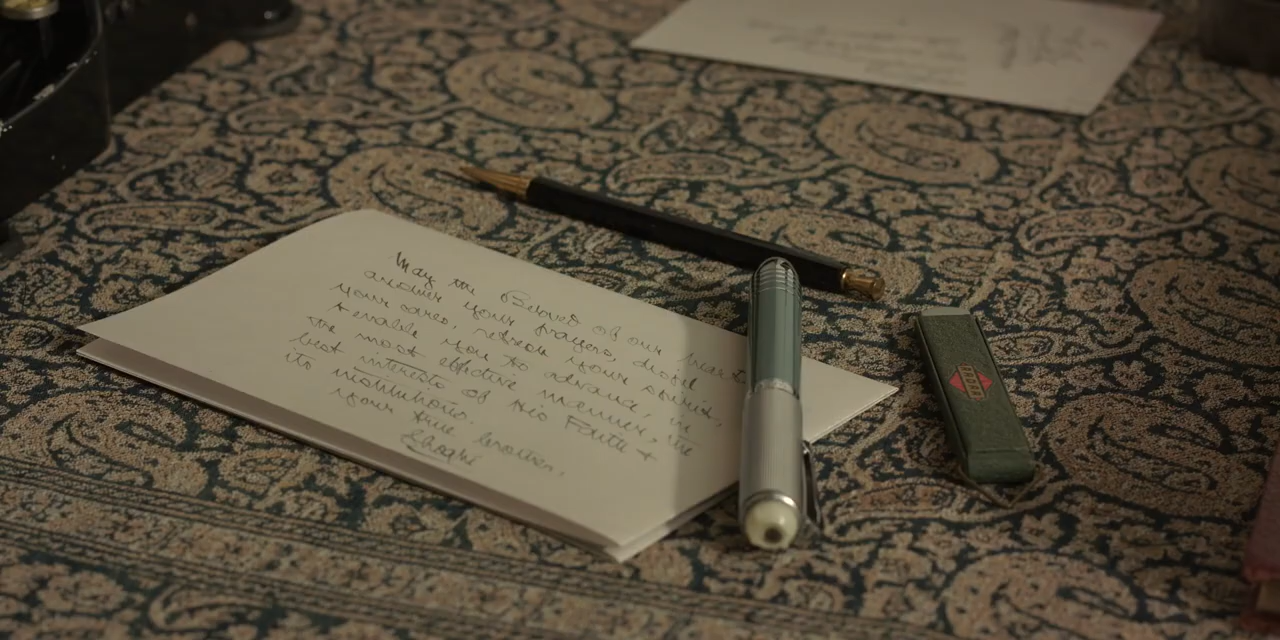 May the Beloved of our hearts
answer your prayers, dispel
your cares, refresh your spirit,
& enable you to advance, in
the most effective manner, the
best interests of His Faith &
its institutions.
Your true brother,
Shoghi